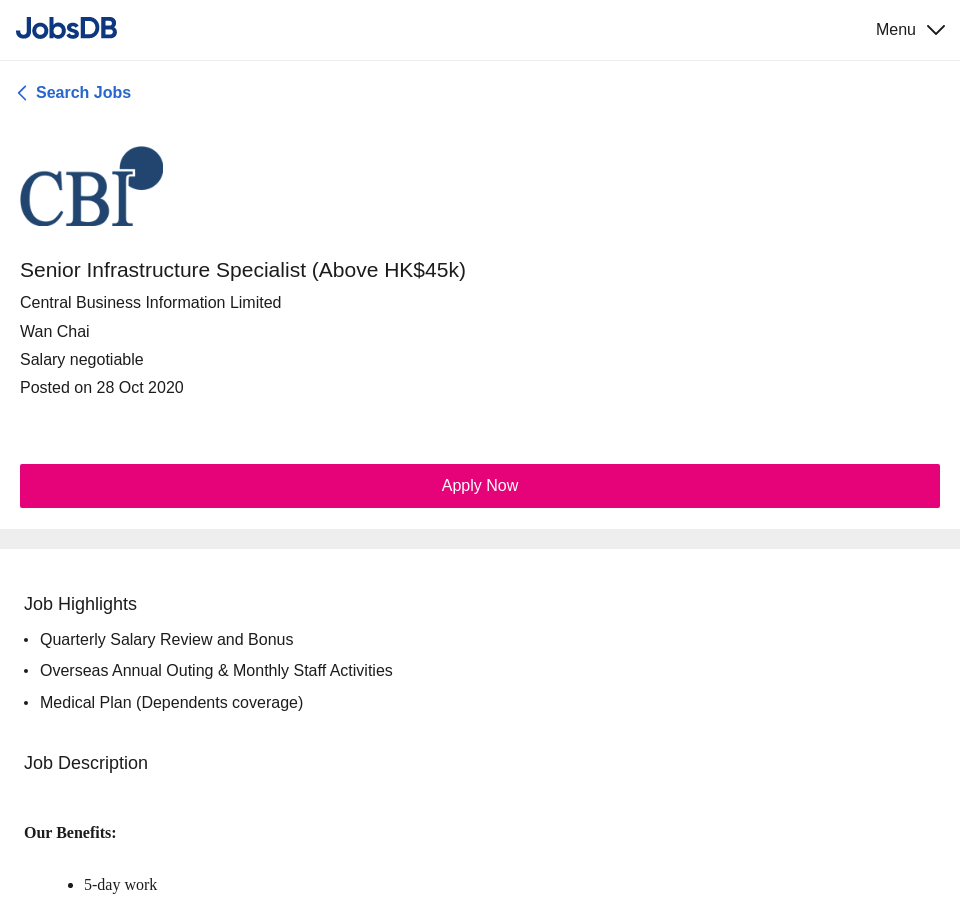 JobsDB
Menu
Search Jobs
CBI
Senior Infrastructure Specialist (Above HK$45k)
Central Business Information Limited
Wan Chai
Salary negotiable
Posted on 28 Oct 2020
Apply Now
Job Highlights
• Quarterly Salary Review and Bonus
• Overseas Annual Outing & Monthly Staff Activities
• Medical Plan (Dependents coverage)
Job Description
Our Benefits:
• 5-day work